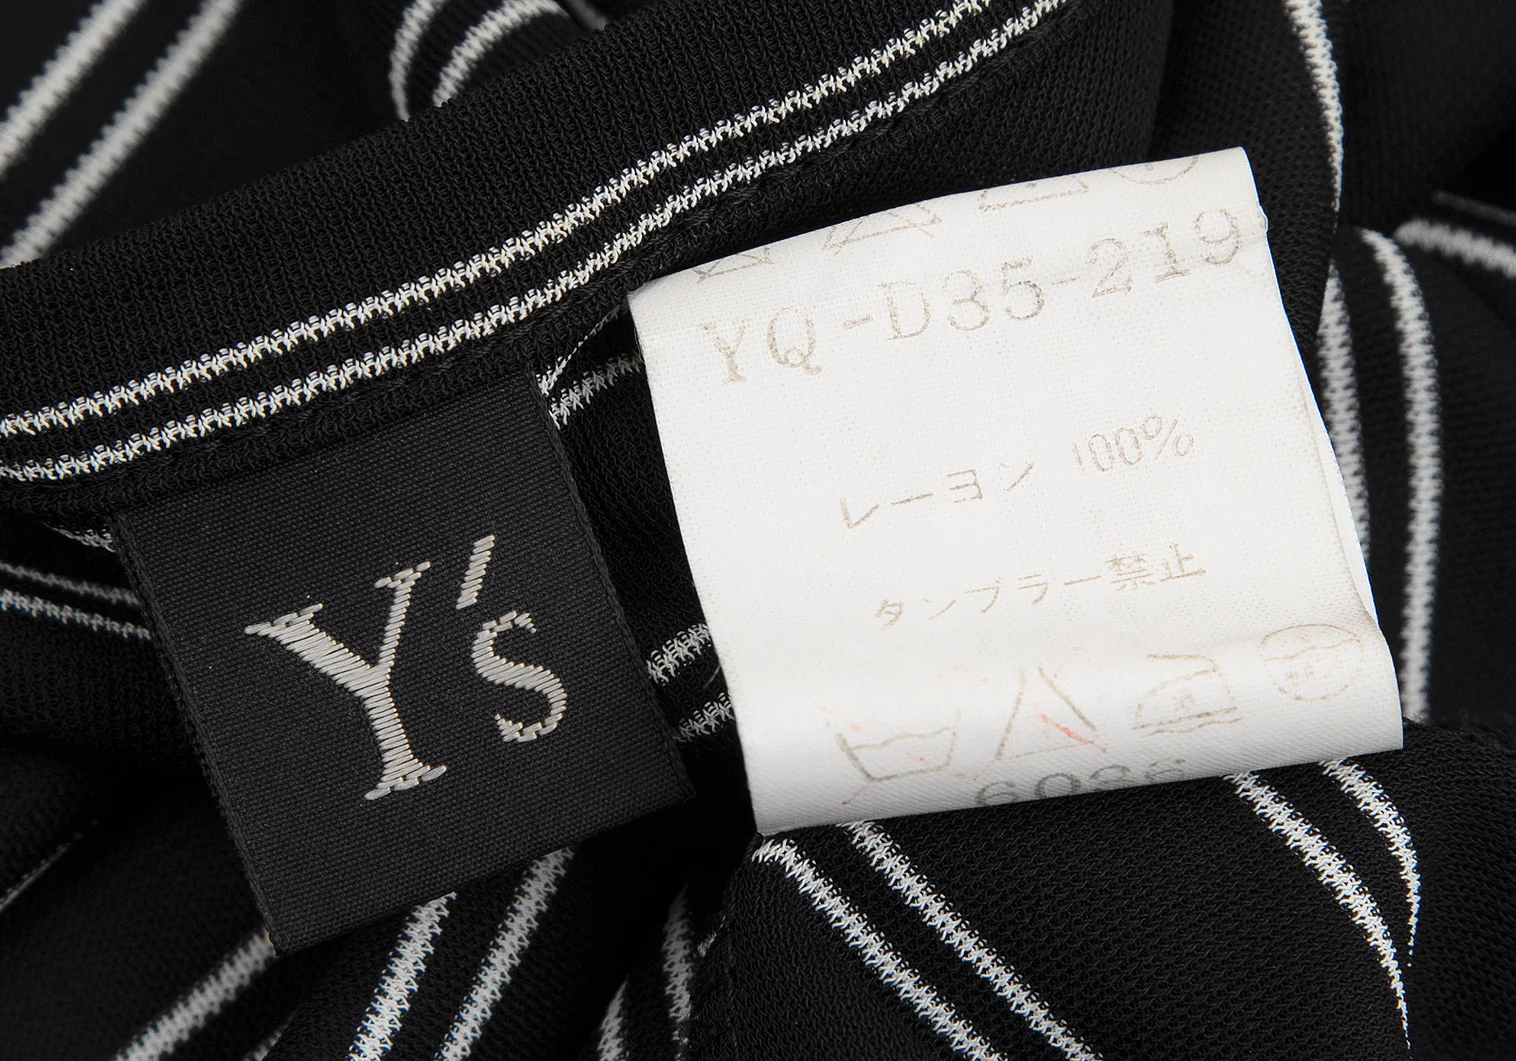 Y's
YQ-D35-219
レーヨン 100%
タンブラー禁止